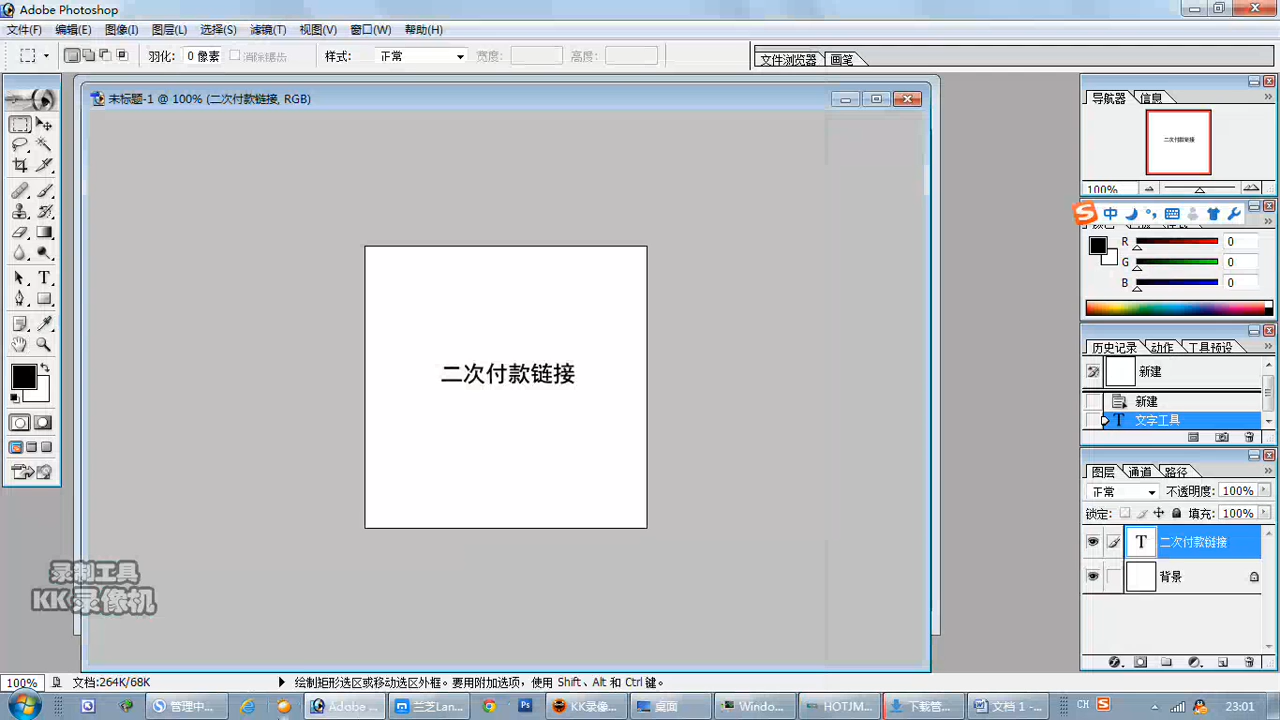 Adobe Photoshop
文件(F) 编辑(E) 图像(I) 图层(L) 选择(S) 滤镜(T) 视图(V) 窗口(W) 帮助(H)
羽化: 0 像素 消除锯齿 样式: 正常 宽度: 高度: 文件浏览器 画笔
未标题-1 @ 100% (二次付款链接, RGB)
导航器 信息
二次付款链接
100%
中
R 0
G 0
B 0
二次付款链接
历史记录 动作 工具预设
新建
新建
T 文字工具
图层 通道 路径
正常 不透明度: 100%
锁定: 填充: 100%
T 二次付款链接
背景
录制工具
KK录像机
100% 文档:264K/68K 绘制矩形选区或移动选区外框。要用附加选项，使用 Shift、Alt 和 Ctrl 键。
管理中... Adobe ... 兰芝Lan... Ps KK录像... 桌面 Windo... HOTJM... 下载管... 文档 1 -... CH 23:01